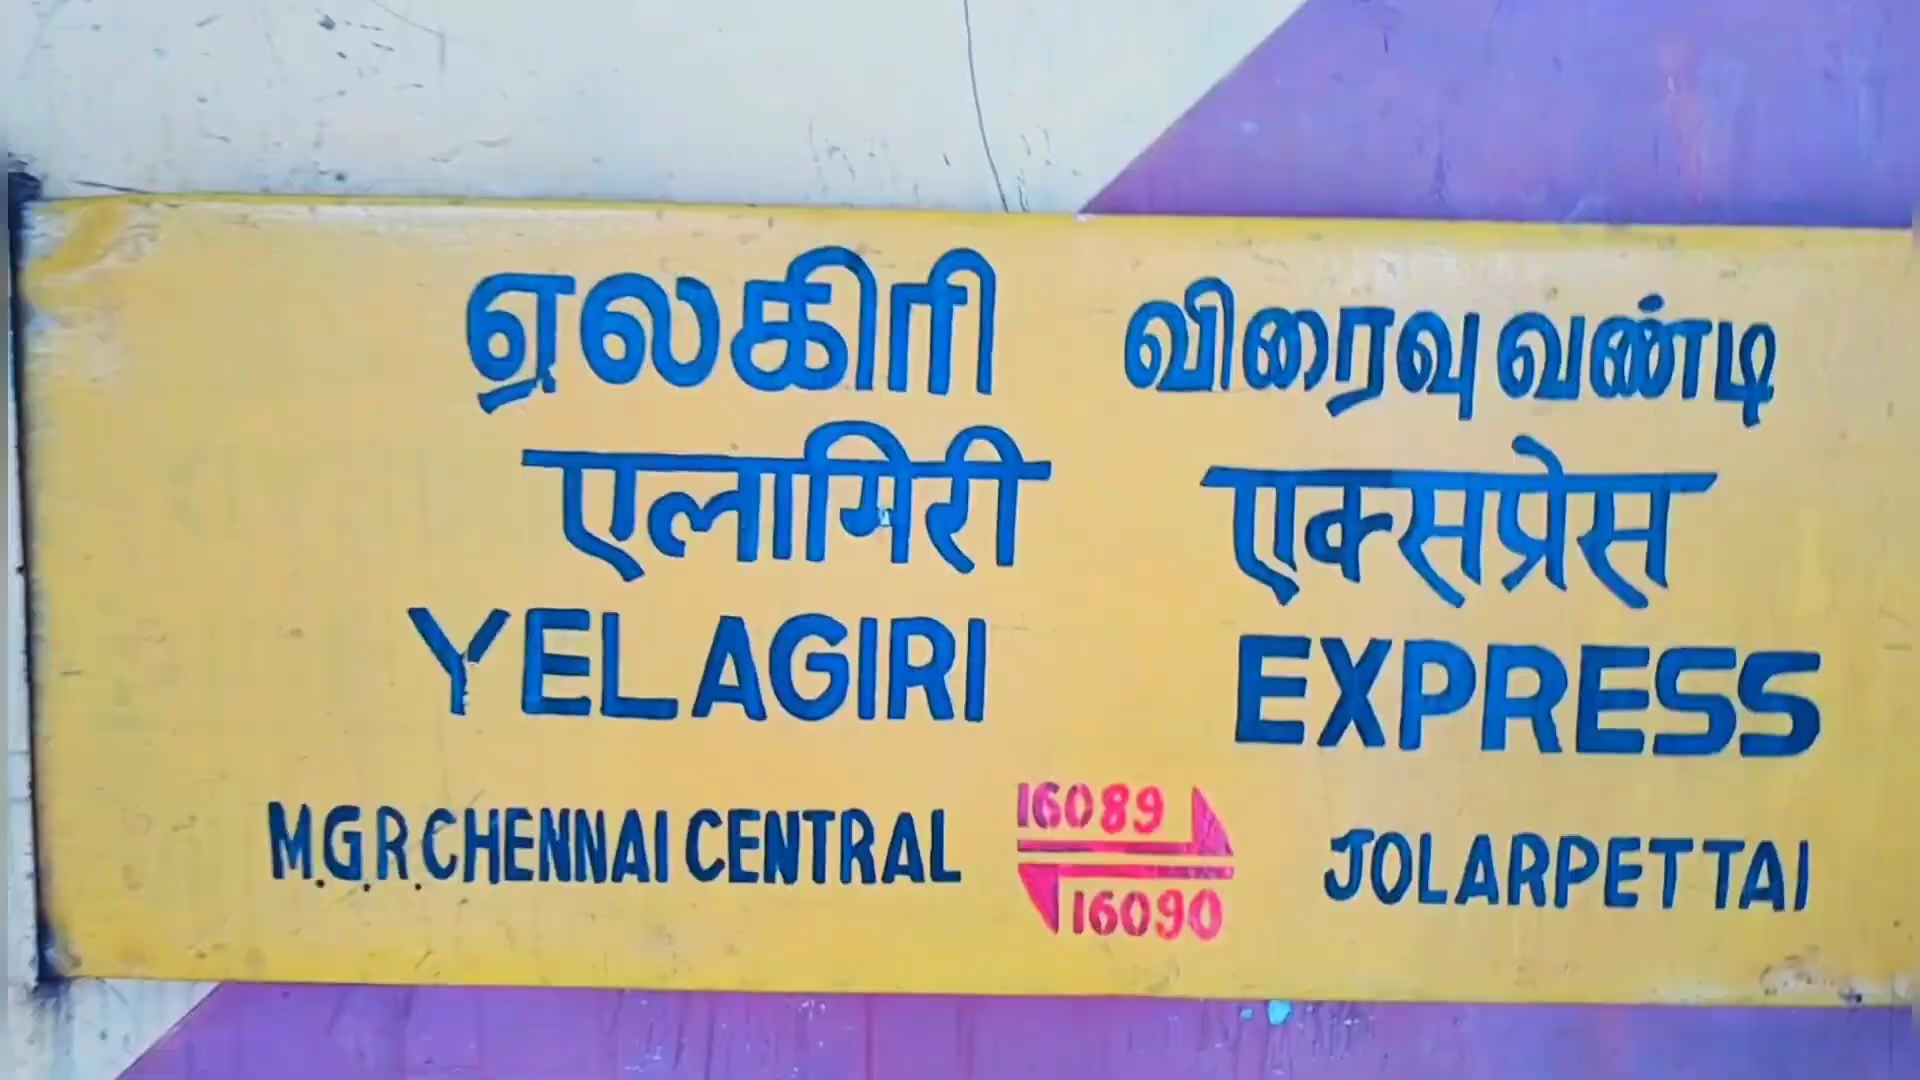 ஏலகிரி விரைவு வண்டி
एलागिरी एक्सप्रेस
YELAGIRI EXPRESS
M.G.R.CHENNAI CENTRAL 16089 JOLARPETTAI
16090